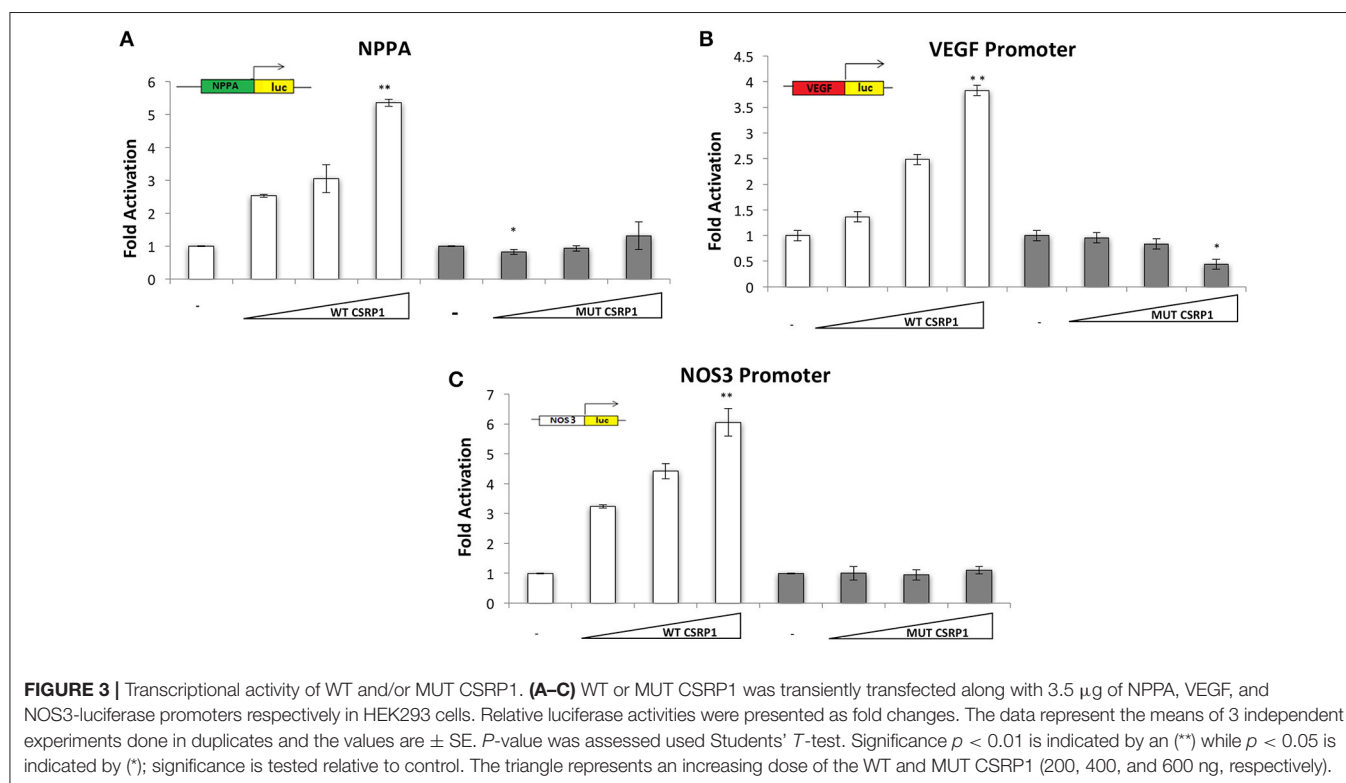 A
NPPA
NPPA
luc
**
*
Fold Activation
6
5
4
3
2
1
0
-
WT CSRP1
-
MUT CSRP1
B
VEGF Promoter
VEGF
luc
**
*
Fold Activation
4.5
4
3.5
3
2.5
2
1.5
1
0.5
0
-
WT CSRP1
-
MUT CSRP1
C
NOS3 Promoter
NOS3
luc
**
Fold Activation
7
6
5
4
3
2
1
0
-
WT CSRP1
-
MUT CSRP1
FIGURE 3 | Transcriptional activity of WT and/or MUT CSRP1. (A–C) WT or MUT CSRP1 was transiently transfected along with 3.5 μg of NPPA, VEGF, and
NOS3-luciferase promoters respectively in HEK293 cells. Relative luciferase activities were presented as fold changes. The data represent the means of 3 independent
experiments done in duplicates and the values are ± SE. P-value was assessed used Students' T-test. Significance p < 0.01 is indicated by an (**) while p < 0.05 is
indicated by (*); significance is tested relative to control. The triangle represents an increasing dose of the WT and MUT CSRP1 (200, 400, and 600 ng, respectively).